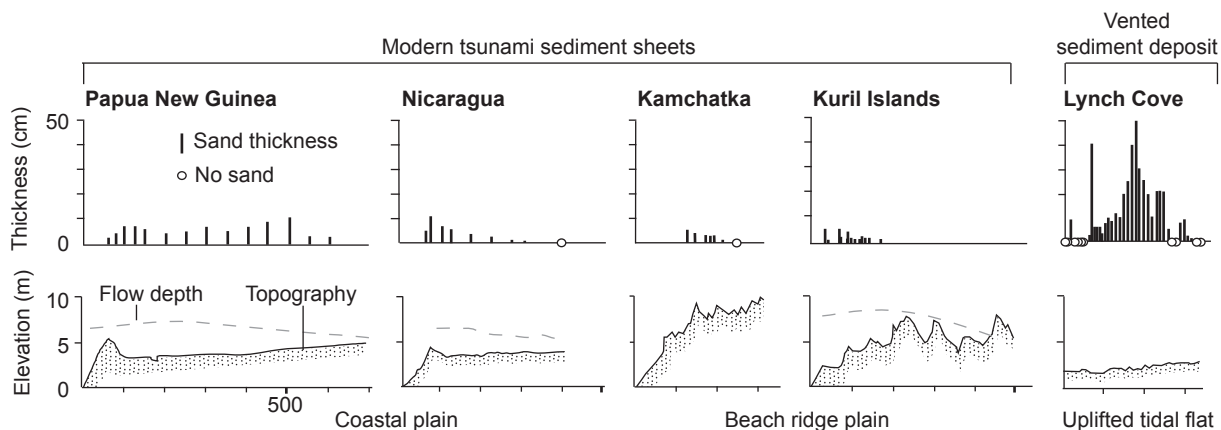 Vented
Modern tsunami sediment sheets
sediment deposit
Papua New Guinea
Nicaragua
Kamchatka
Kuril Islands
Lynch Cove
Thickness (cm)
50
0
Sand thickness
No sand
Elevation (m)
10
5
0
Flow depth
Topography
500
Coastal plain
Beach ridge plain
Uplifted tidal flat